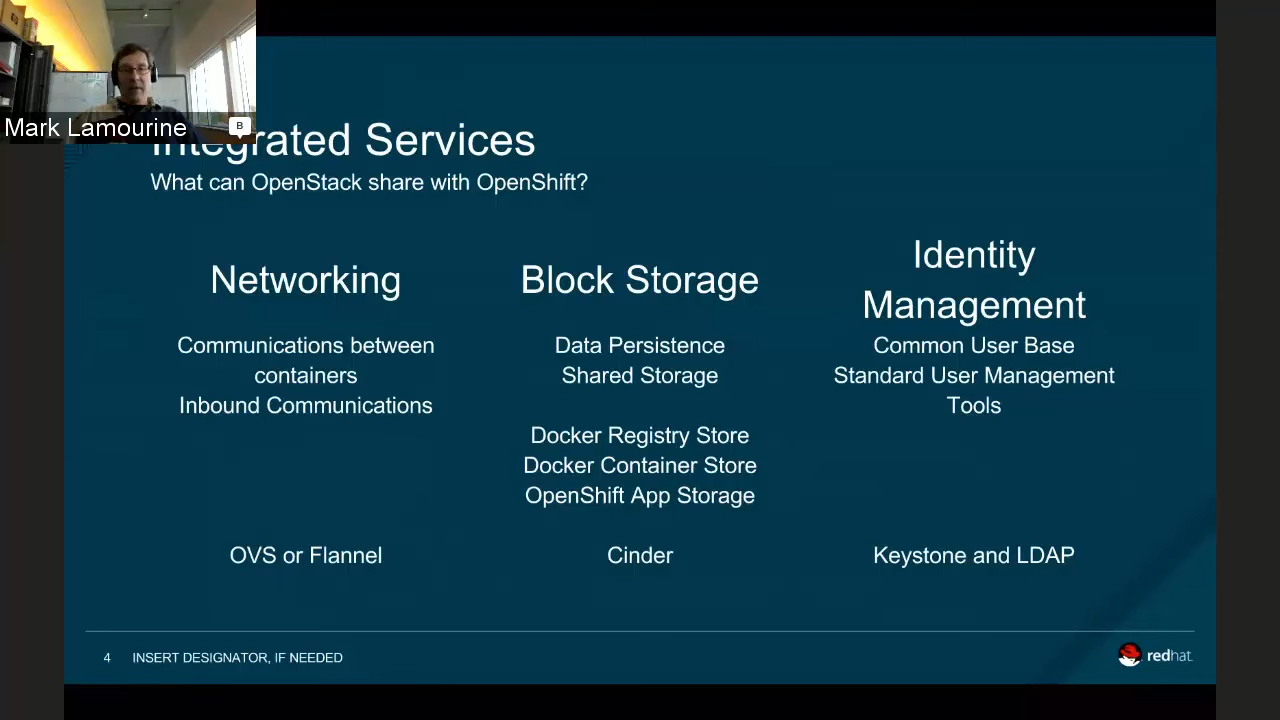 Mark Lamourine
B
Integrated Services
What can OpenStack share with OpenShift?
Networking
Communications between
containers
Inbound Communications
OVS or Flannel
Block Storage
Data Persistence
Shared Storage
Docker Registry Store
Docker Container Store
OpenShift App Storage
Cinder
Identity
Management
Common User Base
Standard User Management
Tools
Keystone and LDAP
4 INSERT DESIGNATOR, IF NEEDED
redhat.